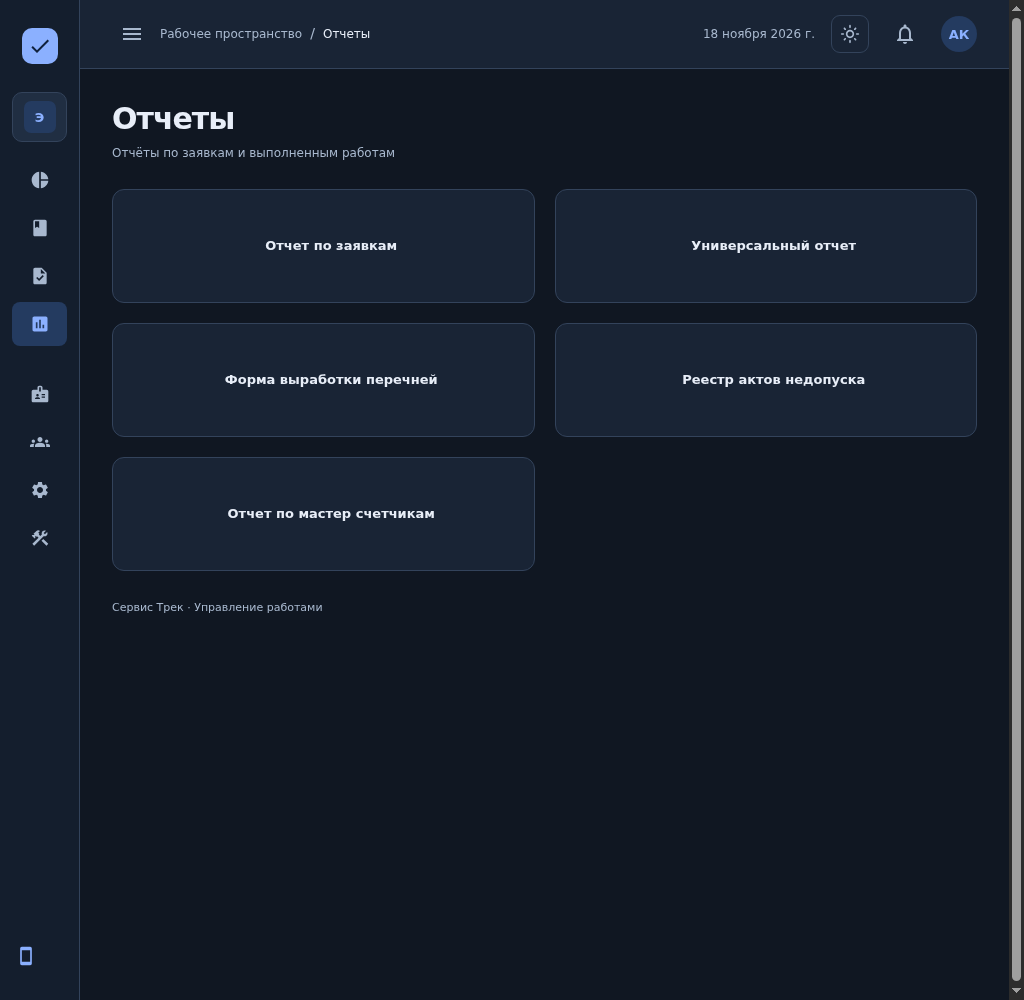 Рабочее пространство / Отчеты
18 ноября 2026 г.
АК
Э
Отчеты
Отчёты по заявкам и выполненным работам
Отчет по заявкам
Универсальный отчет
Форма выработки перечней
Реестр актов недопуска
Отчет по мастер счетчикам
Сервис Трек · Управление работами